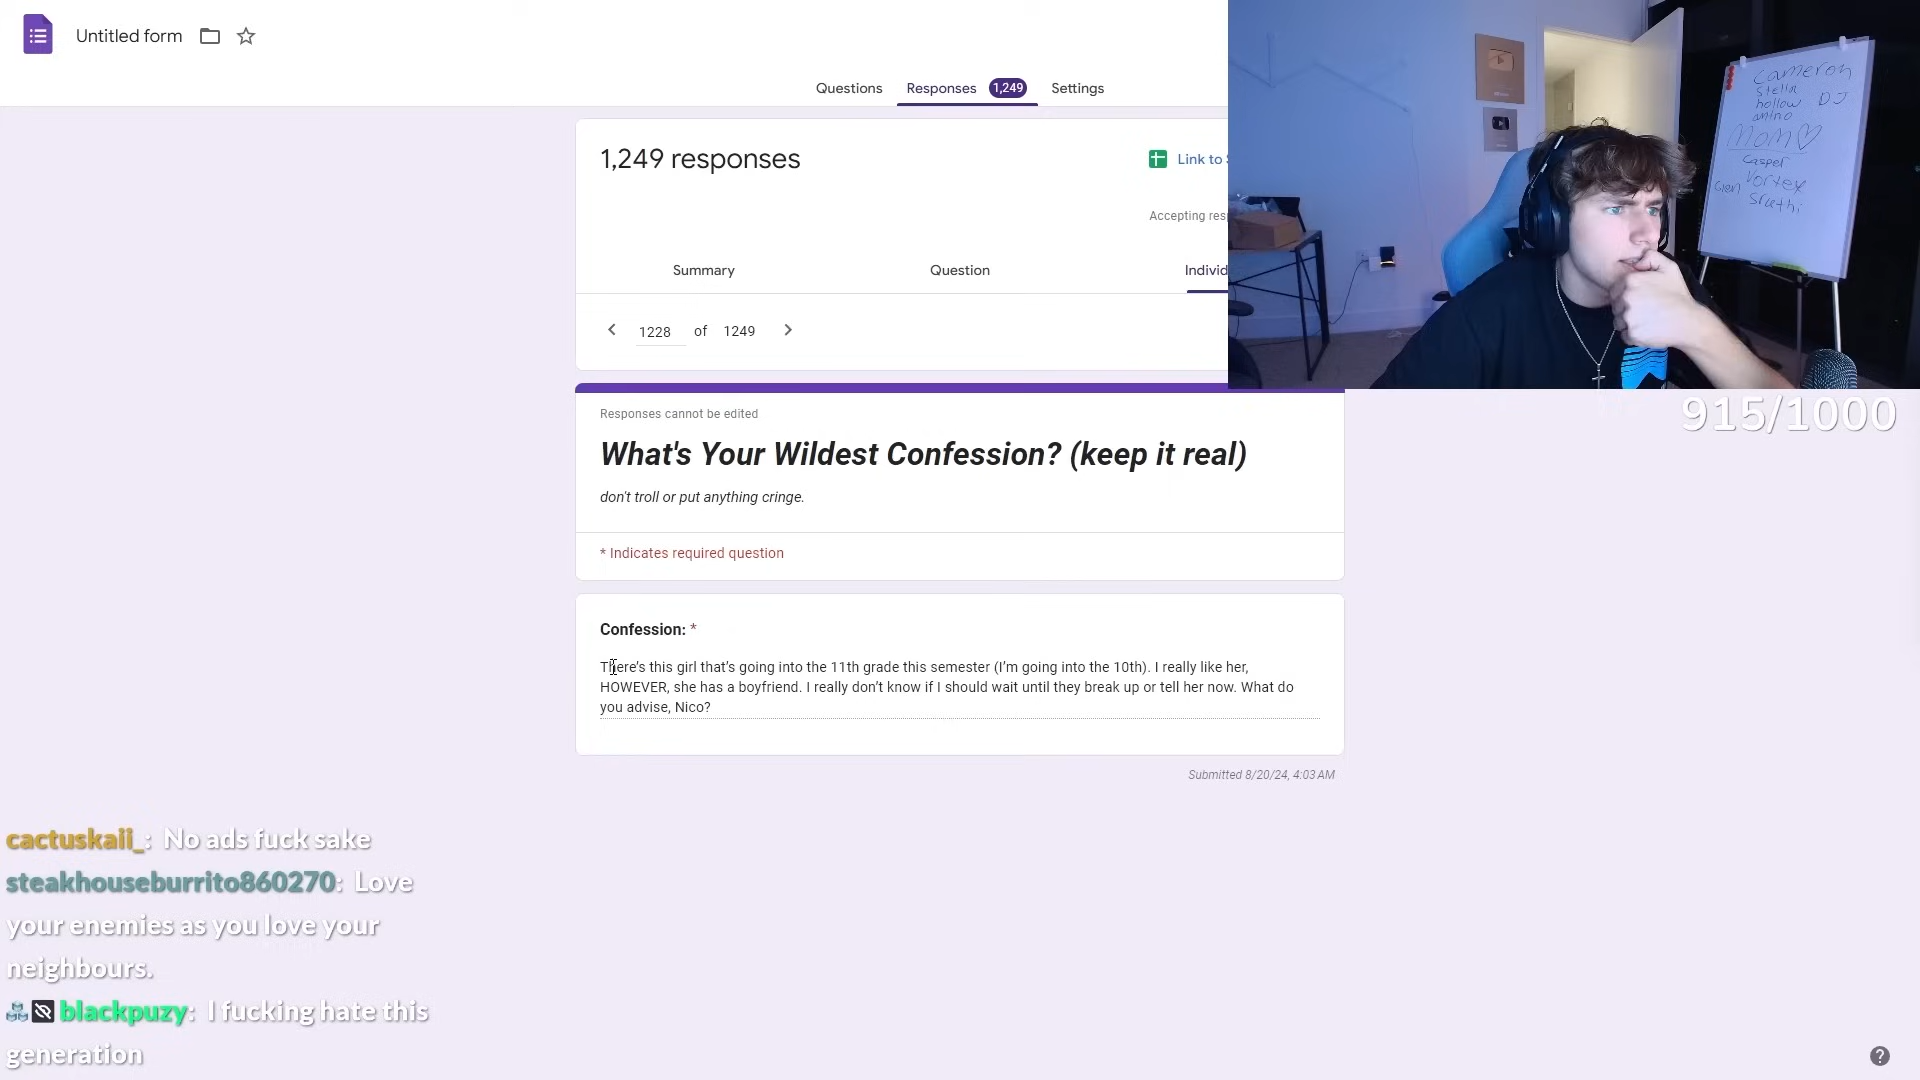 Untitled form
Questions
Responses 1,249
Settings
1,249 responses
Link to
Accepting res
Summary
Question
Individ
1228 of 1249
Responses cannot be edited
What's Your Wildest Confession? (keep it real)
don't troll or put anything cringe.
* Indicates required question
Confession: *
There's this girl that's going into the 11th grade this semester (I'm going into the 10th). I really like her,
HOWEVER, she has a boyfriend. I really don't know if I should wait until they break up or tell her now. What do
you advise, Nico?
Submitted 8/20/24, 4:03 AM
cameron
stella
hollow DJ
amino
MOM♡
Casper
Vortex
Sruthi
915/1000
cactuskaii_: No ads fuck sake
steakhouseburrito860270: Love
your enemies as you love your
neighbours.
blackpuzy: I fucking hate this
generation